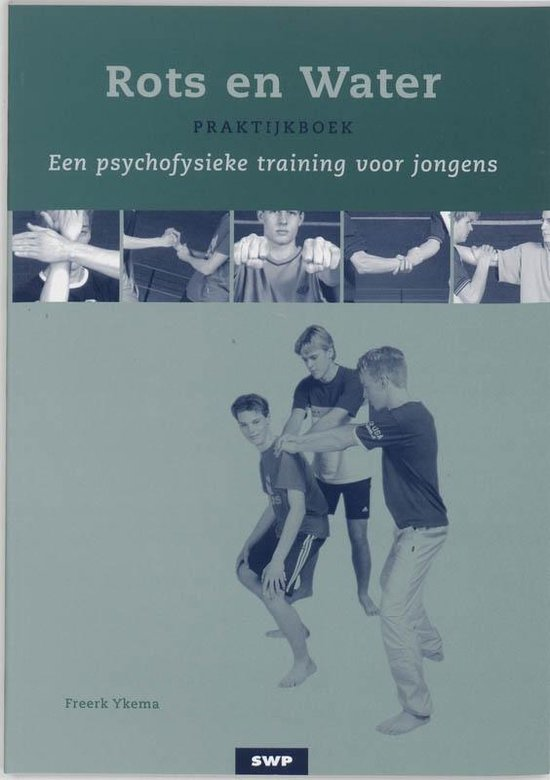 Rots en Water
PRAKTIJKBOEK
Een psychofysieke training voor jongens
Freerk Ykema
SWP